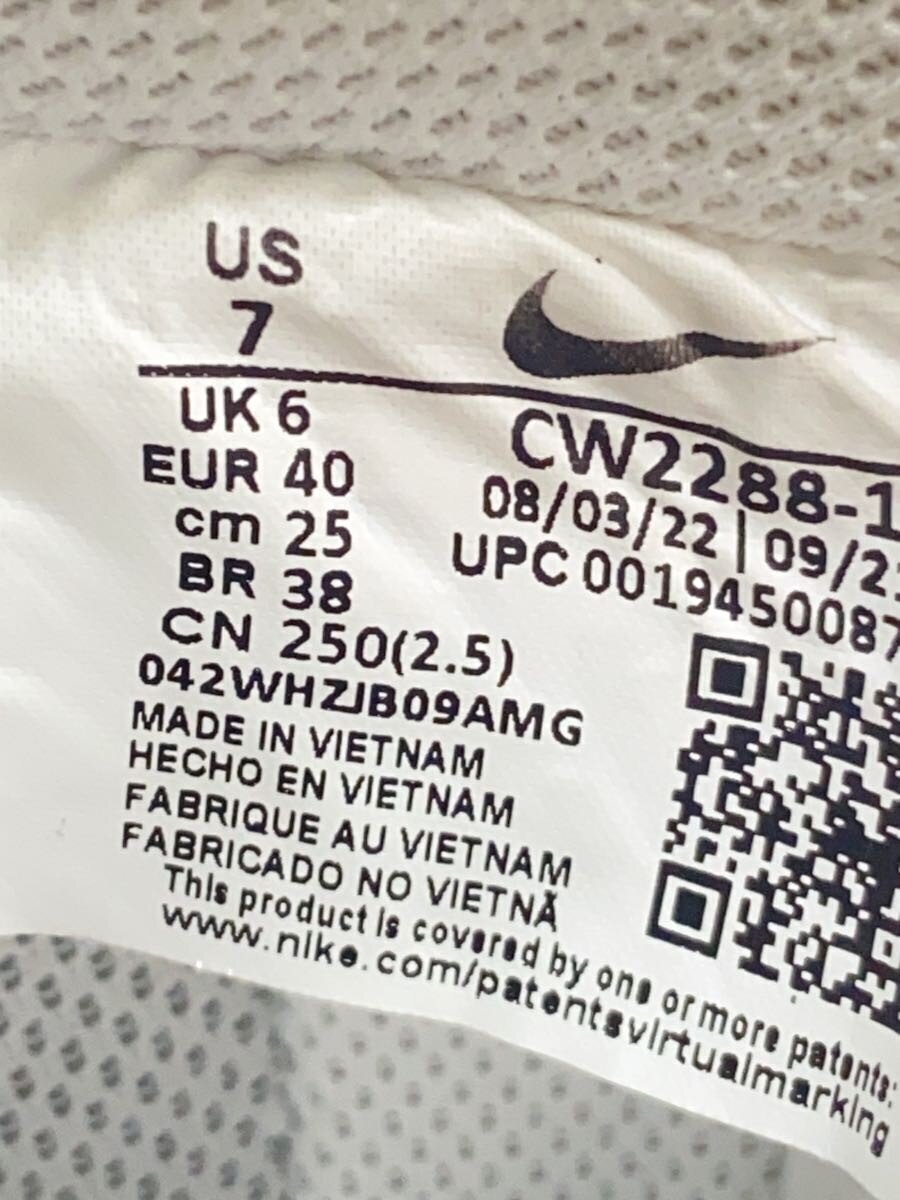 US
7
UK 6
EUR 40
cm 25
BR 38
CN 250(2.5)
042WHZJB09AMG
MADE IN VIETNAM
HECHO EN VIETNAM
FABRIQUE AU VIETNAM
FABRICADO NO VIETNÃ
This product is covered by one or more patents:
www.nike.com/patentsvirtualmarking
CW2288-1
08/03/22 | 09/2
UPC 0019450087